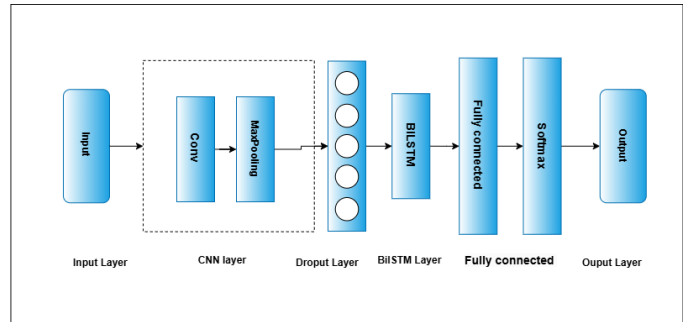 Input
Conv
MaxPooling
BILSTM
Fully connected
Softmax
Output
Input Layer
CNN layer
Droput Layer
BilSTM Layer
Fully connected
Ouput Layer